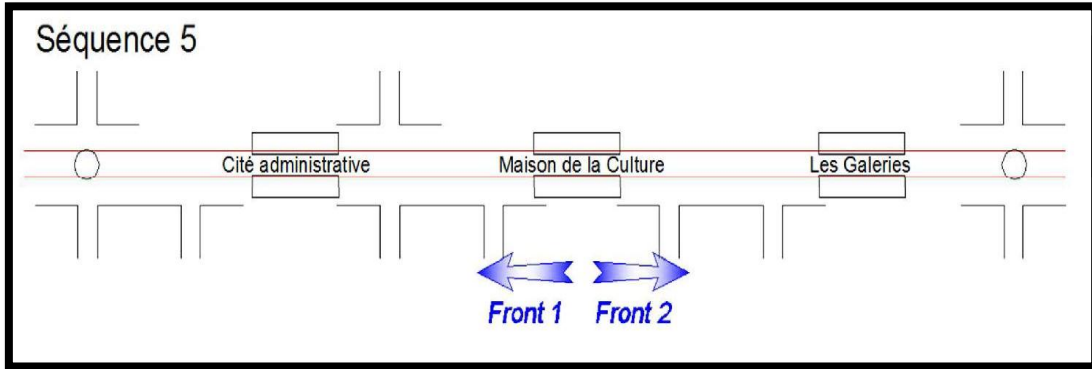 Séquence 5
Cité administrative
Maison de la Culture
Les Galeries
Front 1
Front 2